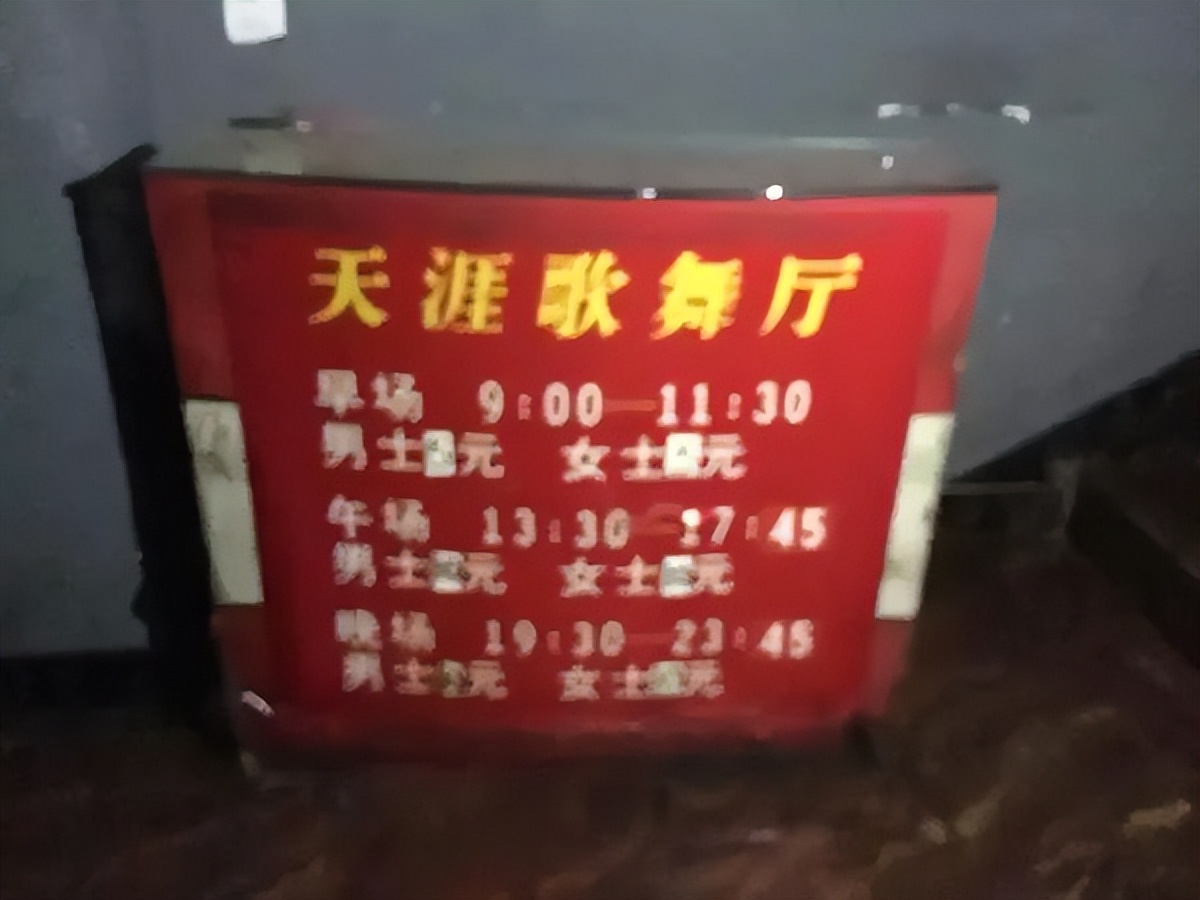 天涯歌舞厅
早场 9:00—11:30
男士 元 女士 元
午场 13:30—17:45
男士 元 女士 元
晚场 19:30—23:45
男士 元 女士 元